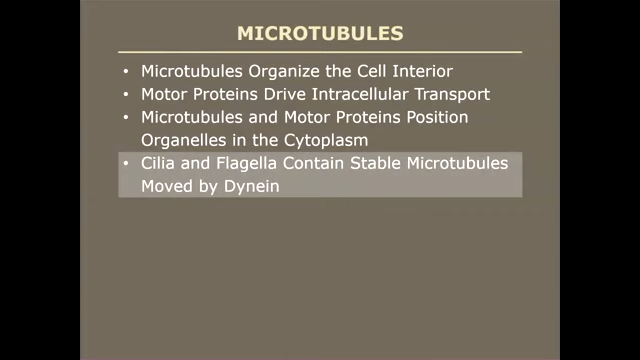 MICROTUBULES
• Microtubules Organize the Cell Interior
• Motor Proteins Drive Intracellular Transport
• Microtubules and Motor Proteins Position
Organelles in the Cytoplasm
• Cilia and Flagella Contain Stable Microtubules
Moved by Dynein